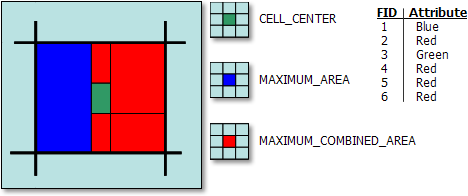 CELL_CENTER
MAXIMUM_AREA
MAXIMUM_COMBINED_AREA
FID Attribute
1 Blue
2 Red
3 Green
4 Red
5 Red
6 Red